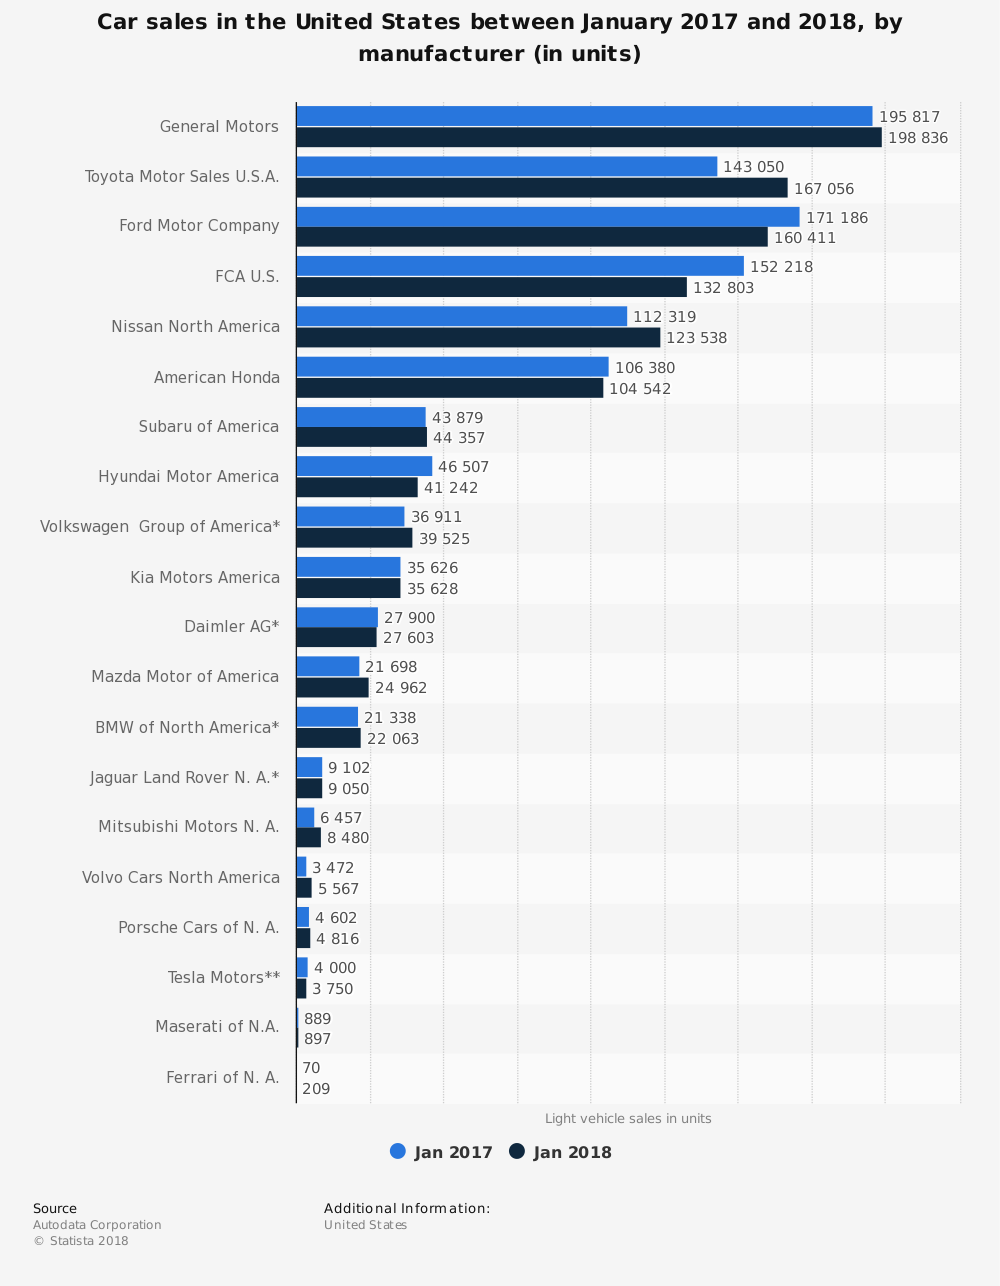 Car sales in the United States between January 2017 and 2018, by
manufacturer (in units)
General Motors
195 817
198 836
Toyota Motor Sales U.S.A.
143 050
167 056
Ford Motor Company
171 186
160 411
FCA U.S.
152 218
132 803
Nissan North America
112 319
123 538
American Honda
106 380
104 542
Subaru of America
43 879
44 357
Hyundai Motor America
46 507
41 242
Volkswagen  Group of America*
36 911
39 525
Kia Motors America
35 626
35 628
Daimler AG*
27 900
27 603
Mazda Motor of America
21 698
24 962
BMW of North America*
21 338
22 063
Jaguar Land Rover N. A.*
9 102
9 050
Mitsubishi Motors N. A.
6 457
8 480
Volvo Cars North America
3 472
5 567
Porsche Cars of N. A.
4 602
4 816
Tesla Motors**
4 000
3 750
Maserati of N.A.
889
897
Ferrari of N. A.
70
209
Light vehicle sales in units
Jan 2017 Jan 2018
Source
Autodata Corporation
© Statista 2018
Additional Information:
United States